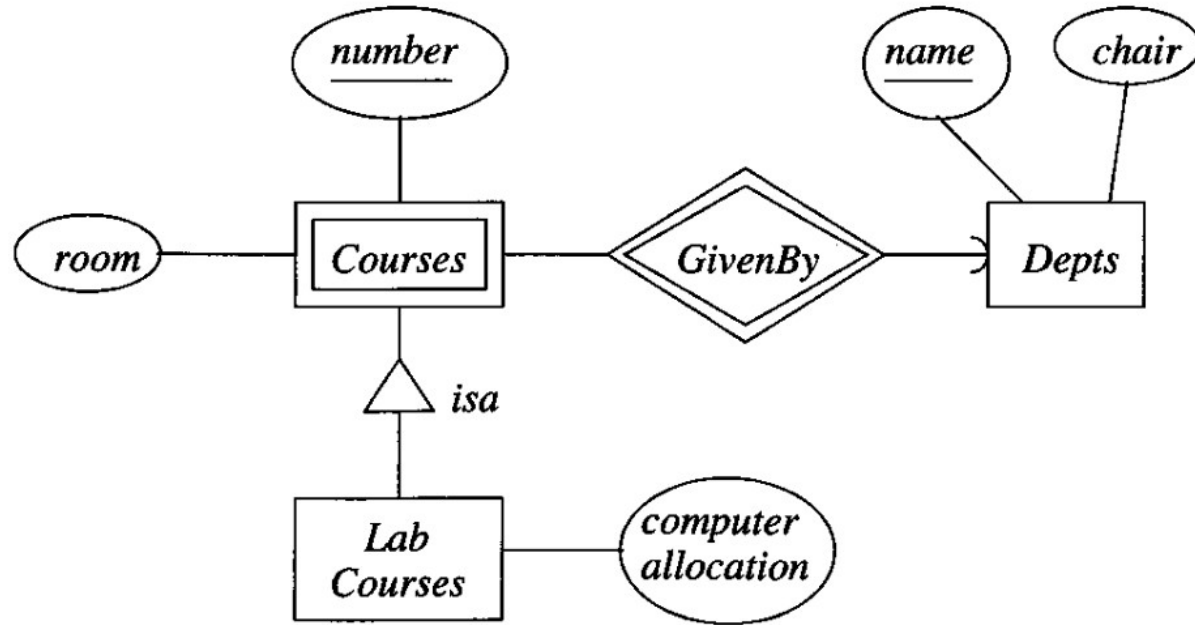 number
name
chair
room
Courses
GivenBy
Depts
isa
Lab
Courses
computer
allocation